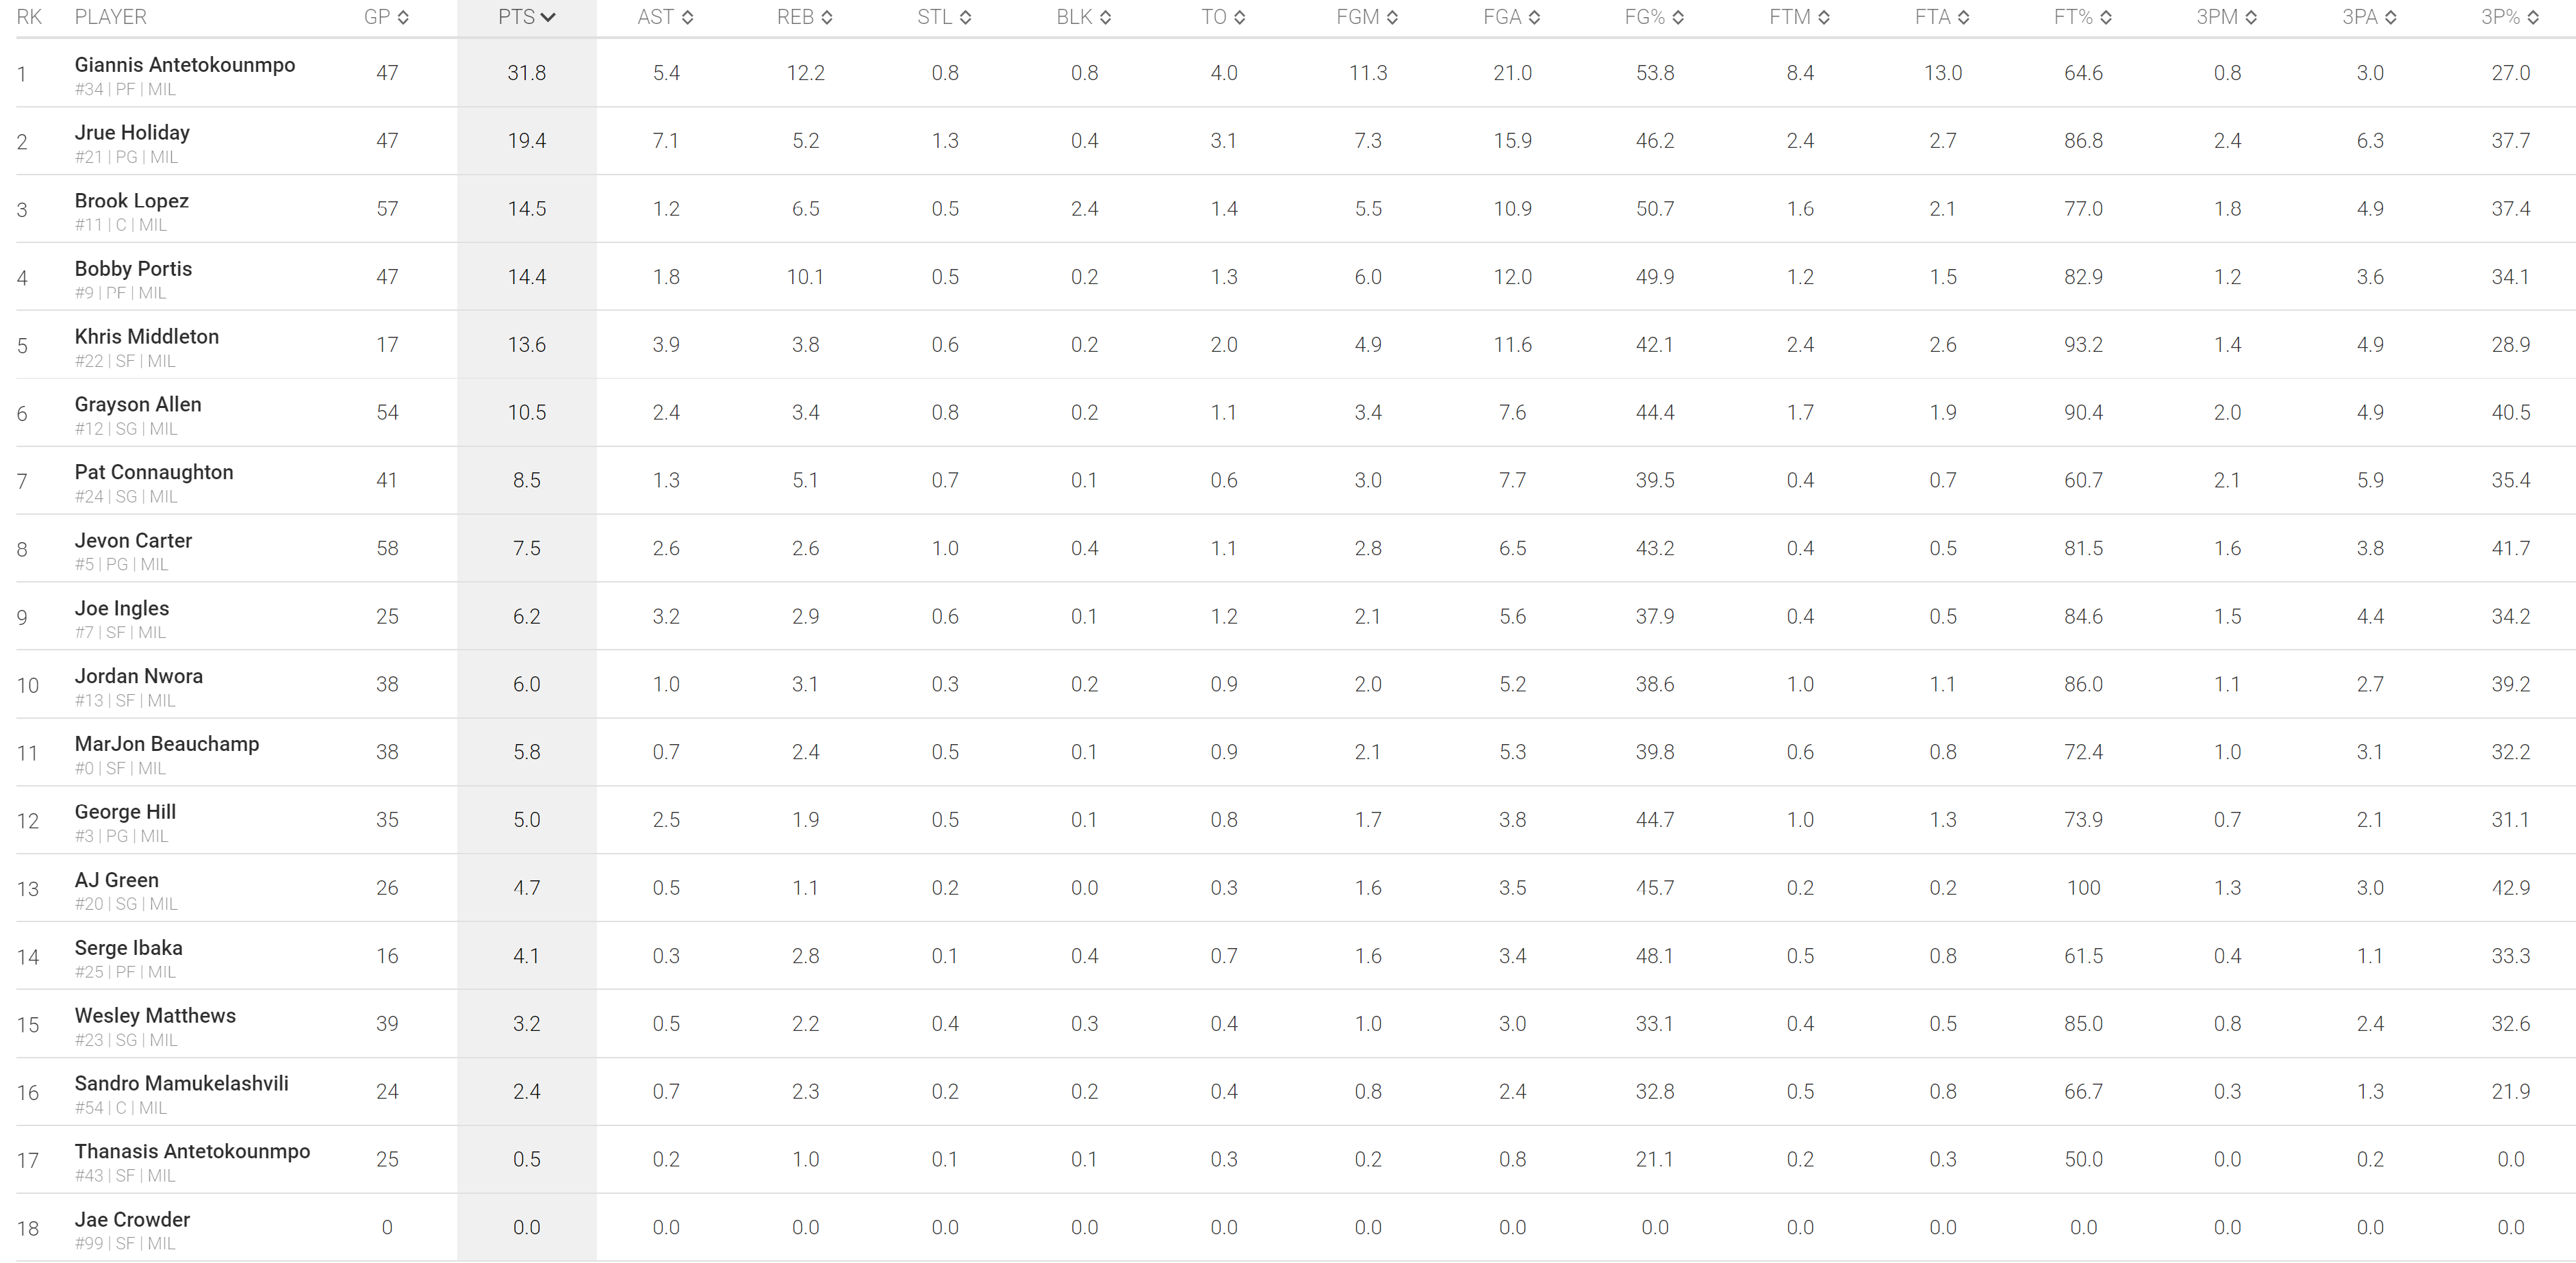 RK PLAYER GP PTS AST REB STL BLK TO FGM FGA FG% FTM FTA FT% 3PM 3PA 3P%
1 Giannis Antetokounmpo 47 31.8 5.4 12.2 0.8 0.8 4.0 11.3 21.0 53.8 8.4 13.0 64.6 0.8 3.0 27.0
#34 | PF | MIL
2 Jrue Holiday 47 19.4 7.1 5.2 1.3 0.4 3.1 7.3 15.9 46.2 2.4 2.7 86.8 2.4 6.3 37.7
#21 | PG | MIL
3 Brook Lopez 57 14.5 1.2 6.5 0.5 2.4 1.4 5.5 10.9 50.7 1.6 2.1 77.0 1.8 4.9 37.4
#11 | C | MIL
4 Bobby Portis 47 14.4 1.8 10.1 0.5 0.2 1.3 6.0 12.0 49.9 1.2 1.5 82.9 1.2 3.6 34.1
#9 | PF | MIL
5 Khris Middleton 17 13.6 3.9 3.8 0.6 0.2 2.0 4.9 11.6 42.1 2.4 2.6 93.2 1.4 4.9 28.9
#22 | SF | MIL
6 Grayson Allen 54 10.5 2.4 3.4 0.8 0.2 1.1 3.4 7.6 44.4 1.7 1.9 90.4 2.0 4.9 40.5
#12 | SG | MIL
7 Pat Connaughton 41 8.5 1.3 5.1 0.7 0.1 0.6 3.0 7.7 39.5 0.4 0.7 60.7 2.1 5.9 35.4
#24 | SG | MIL
8 Jevon Carter 58 7.5 2.6 2.6 1.0 0.4 1.1 2.8 6.5 43.2 0.4 0.5 81.5 1.6 3.8 41.7
#5 | PG | MIL
9 Joe Ingles 25 6.2 3.2 2.9 0.6 0.1 1.2 2.1 5.6 37.9 0.4 0.5 84.6 1.5 4.4 34.2
#7 | SF | MIL
10 Jordan Nwora 38 6.0 1.0 3.1 0.3 0.2 0.9 2.0 5.2 38.6 1.0 1.1 86.0 1.1 2.7 39.2
#13 | SF | MIL
11 MarJon Beauchamp 38 5.8 0.7 2.4 0.5 0.1 0.9 2.1 5.3 39.8 0.6 0.8 72.4 1.0 3.1 32.2
#0 | SF | MIL
12 George Hill 35 5.0 2.5 1.9 0.5 0.1 0.8 1.7 3.8 44.7 1.0 1.3 73.9 0.7 2.1 31.1
#3 | PG | MIL
13 AJ Green 26 4.7 0.5 1.1 0.2 0.0 0.3 1.6 3.5 45.7 0.2 0.2 100 1.3 3.0 42.9
#20 | SG | MIL
14 Serge Ibaka 16 4.1 0.3 2.8 0.1 0.4 0.7 1.6 3.4 48.1 0.5 0.8 61.5 0.4 1.1 33.3
#25 | PF | MIL
15 Wesley Matthews 39 3.2 0.5 2.2 0.4 0.3 0.4 1.0 3.0 33.1 0.4 0.5 85.0 0.8 2.4 32.6
#23 | SG | MIL
16 Sandro Mamukelashvili 24 2.4 0.7 2.3 0.2 0.2 0.4 0.8 2.4 32.8 0.5 0.8 66.7 0.3 1.3 21.9
#54 | C | MIL
17 Thanasis Antetokounmpo 25 0.5 0.2 1.0 0.1 0.1 0.3 0.2 0.8 21.1 0.2 0.3 50.0 0.0 0.2 0.0
#43 | SF | MIL
18 Jae Crowder 0 0.0 0.0 0.0 0.0 0.0 0.0 0.0 0.0 0.0 0.0 0.0 0.0 0.0 0.0 0.0
#99 | SF | MIL